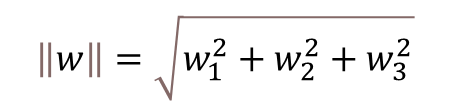 ‖w‖ = √(w₁² + w₂² + w₃²)